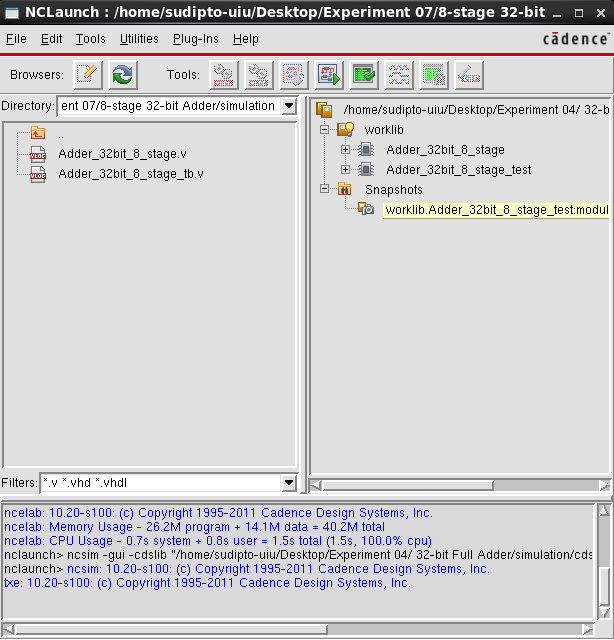 NCLaunch : /home/sudipto-uiu/Desktop/Experiment 07/8-stage 32-bit
File Edit Tools Plug-Ins Help cādence™
Browsers: Tools:
Directory: ent 07/8-stage 32-bit Adder/simulation
..
VLOG Adder_32bit_8_stage.v
VLOG Adder_32bit_8_stage_tb.v
Filters: *.v *.vhd *.vhdl
/home/sudipto-uiu/Desktop/Experiment 04/ 32-b
worklib
Adder_32bit_8_stage
Adder_32bit_8_stage_test
Snapshots
worklib.Adder_32bit_8_stage_test:modul
ncelab: 10.20-s100: (c) Copyright 1995-2011 Cadence Design Systems, Inc.
ncelab: Memory Usage - 26.2M program + 14.1M data = 40.2M total
ncelab: CPU Usage - 0.7s system + 0.8s user = 1.5s total (1.5s, 100.0% cpu)
nclaunch> ncsim -gui -cdslib "/home/sudipto-uiu/Desktop/Experiment 04/ 32-bit Full Adder/simulation/cds
nclaunch> ncsim: 10.20-s100: (c) Copyright 1995-2011 Cadence Design Systems, Inc.
txe: 10.20-s100: (c) Copyright 1995-2011 Cadence Design Systems, Inc.